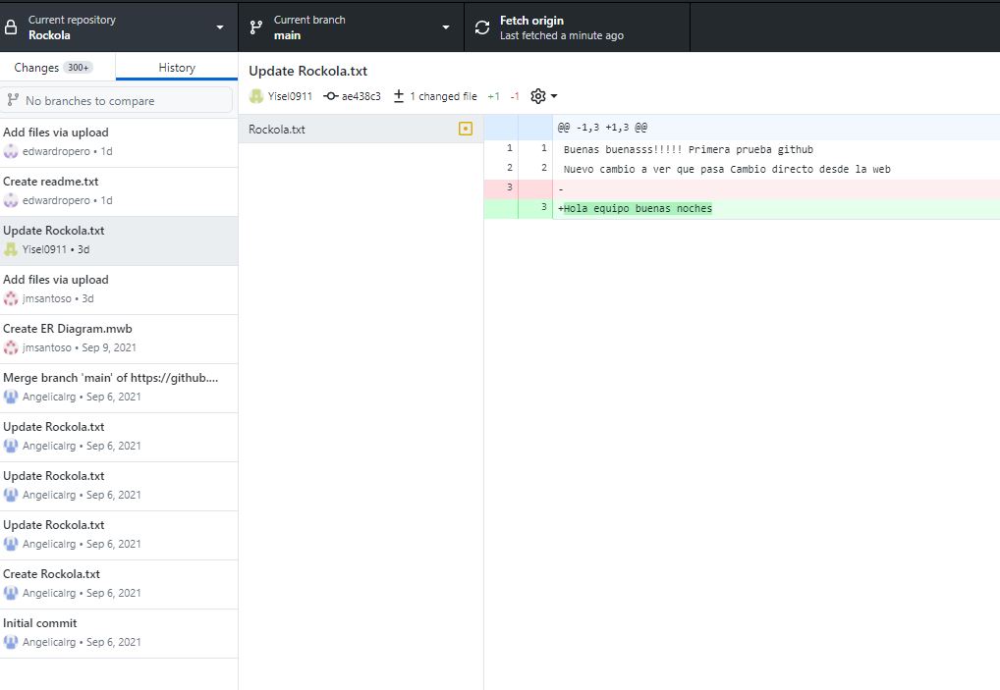 Current repository
Rockola
Current branch
main
Fetch origin
Last fetched a minute ago
Changes 300+
History
No branches to compare
Add files via upload
edwardropero • 1d
Create readme.txt
edwardropero • 1d
Update Rockola.txt
Yisel0911 • 3d
Add files via upload
jmsantoso • 3d
Create ER Diagram.mwb
jmsantoso • Sep 9, 2021
Merge branch 'main' of https://github....
Angelicalrg • Sep 6, 2021
Update Rockola.txt
Angelicalrg • Sep 6, 2021
Update Rockola.txt
Angelicalrg • Sep 6, 2021
Update Rockola.txt
Angelicalrg • Sep 6, 2021
Create Rockola.txt
Angelicalrg • Sep 6, 2021
Initial commit
Angelicalrg • Sep 6, 2021
Update Rockola.txt
Yisel0911 ae438c3 1 changed file +1 -1
Rockola.txt
@@ -1,3 +1,3 @@
1 1 Buenas buenasss!!!!! Primera prueba github
2 2 Nuevo cambio a ver que pasa Cambio directo desde la web
3 -
3 +Hola equipo buenas noches